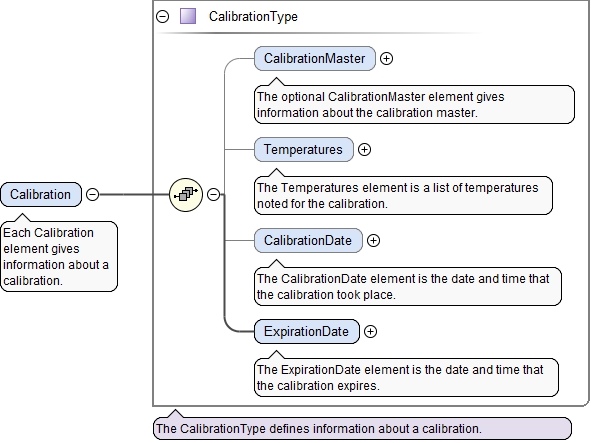 CalibrationType
CalibrationMaster
The optional CalibrationMaster element gives
information about the calibration master.
Temperatures
The Temperatures element is a list of temperatures
noted for the calibration.
Calibration
Each Calibration
element gives
information about a
calibration.
CalibrationDate
The CalibrationDate element is the date and time that
the calibration took place.
ExpirationDate
The ExpirationDate element is the date and time that
the calibration expires.
The CalibrationType defines information about a calibration.